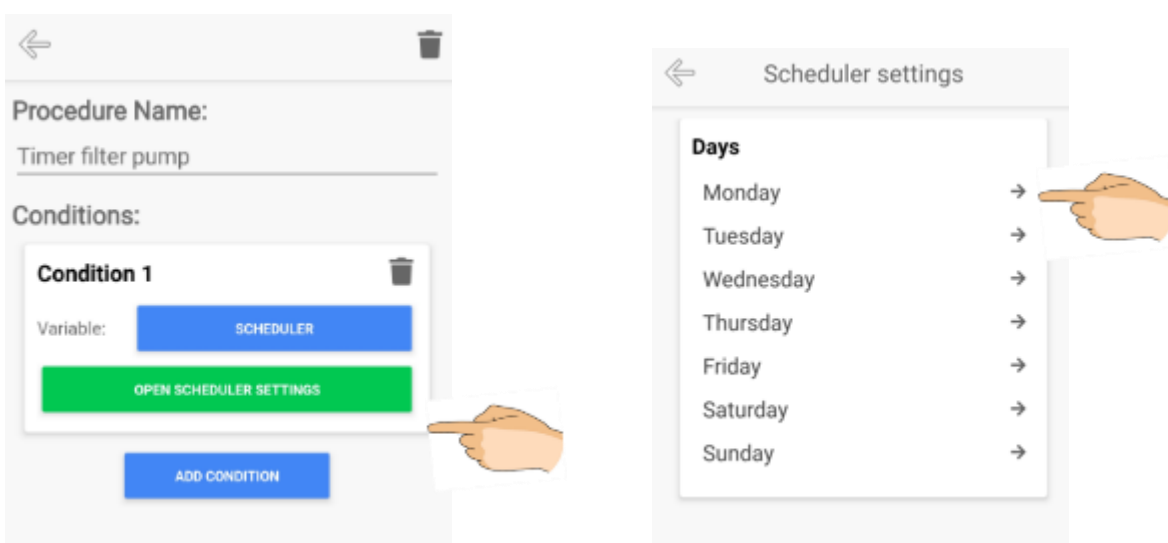 Procedure Name:
Timer filter pump
Conditions:
Condition 1
Variable: SCHEDULER
OPEN SCHEDULER SETTINGS
ADD CONDITION
Scheduler settings
Days
Monday
Tuesday
Wednesday
Thursday
Friday
Saturday
Sunday